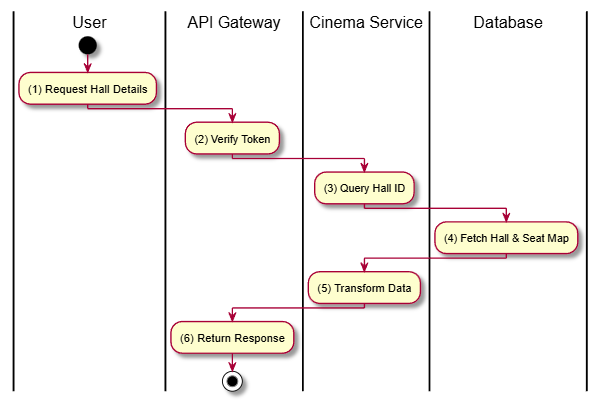 User
API Gateway
Cinema Service
Database
(1) Request Hall Details
(2) Verify Token
(3) Query Hall ID
(4) Fetch Hall & Seat Map
(5) Transform Data
(6) Return Response